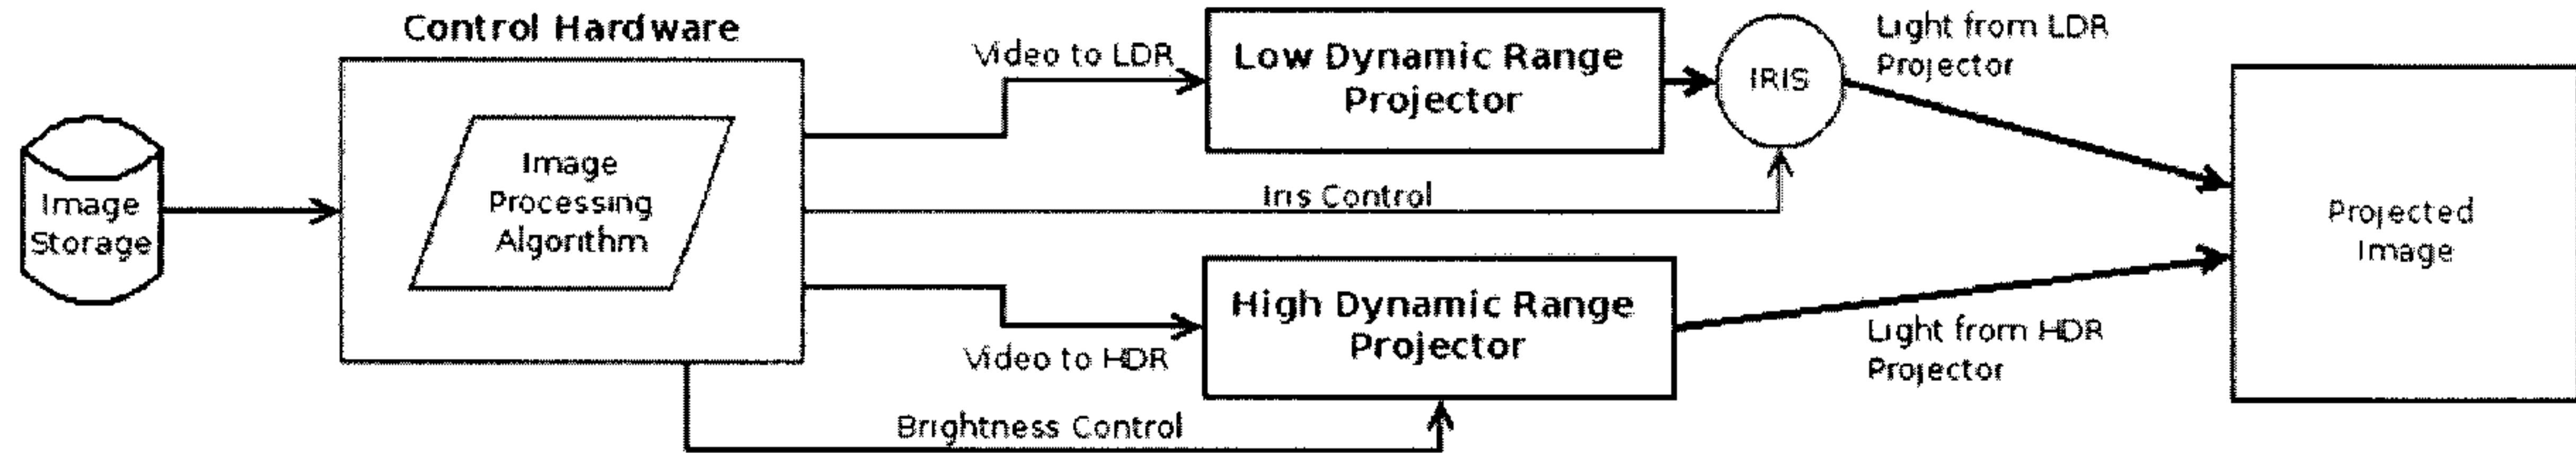 Control Hardware
Image
Storage
Image
Processing
Algorithm
Video to LDR
Low Dynamic Range
Projector
IRIS
Light from LDR
Projector
Iris Control
Video to HDR
High Dynamic Range
Projector
Light from HDR
Projector
Brightness Control
Projected
Image